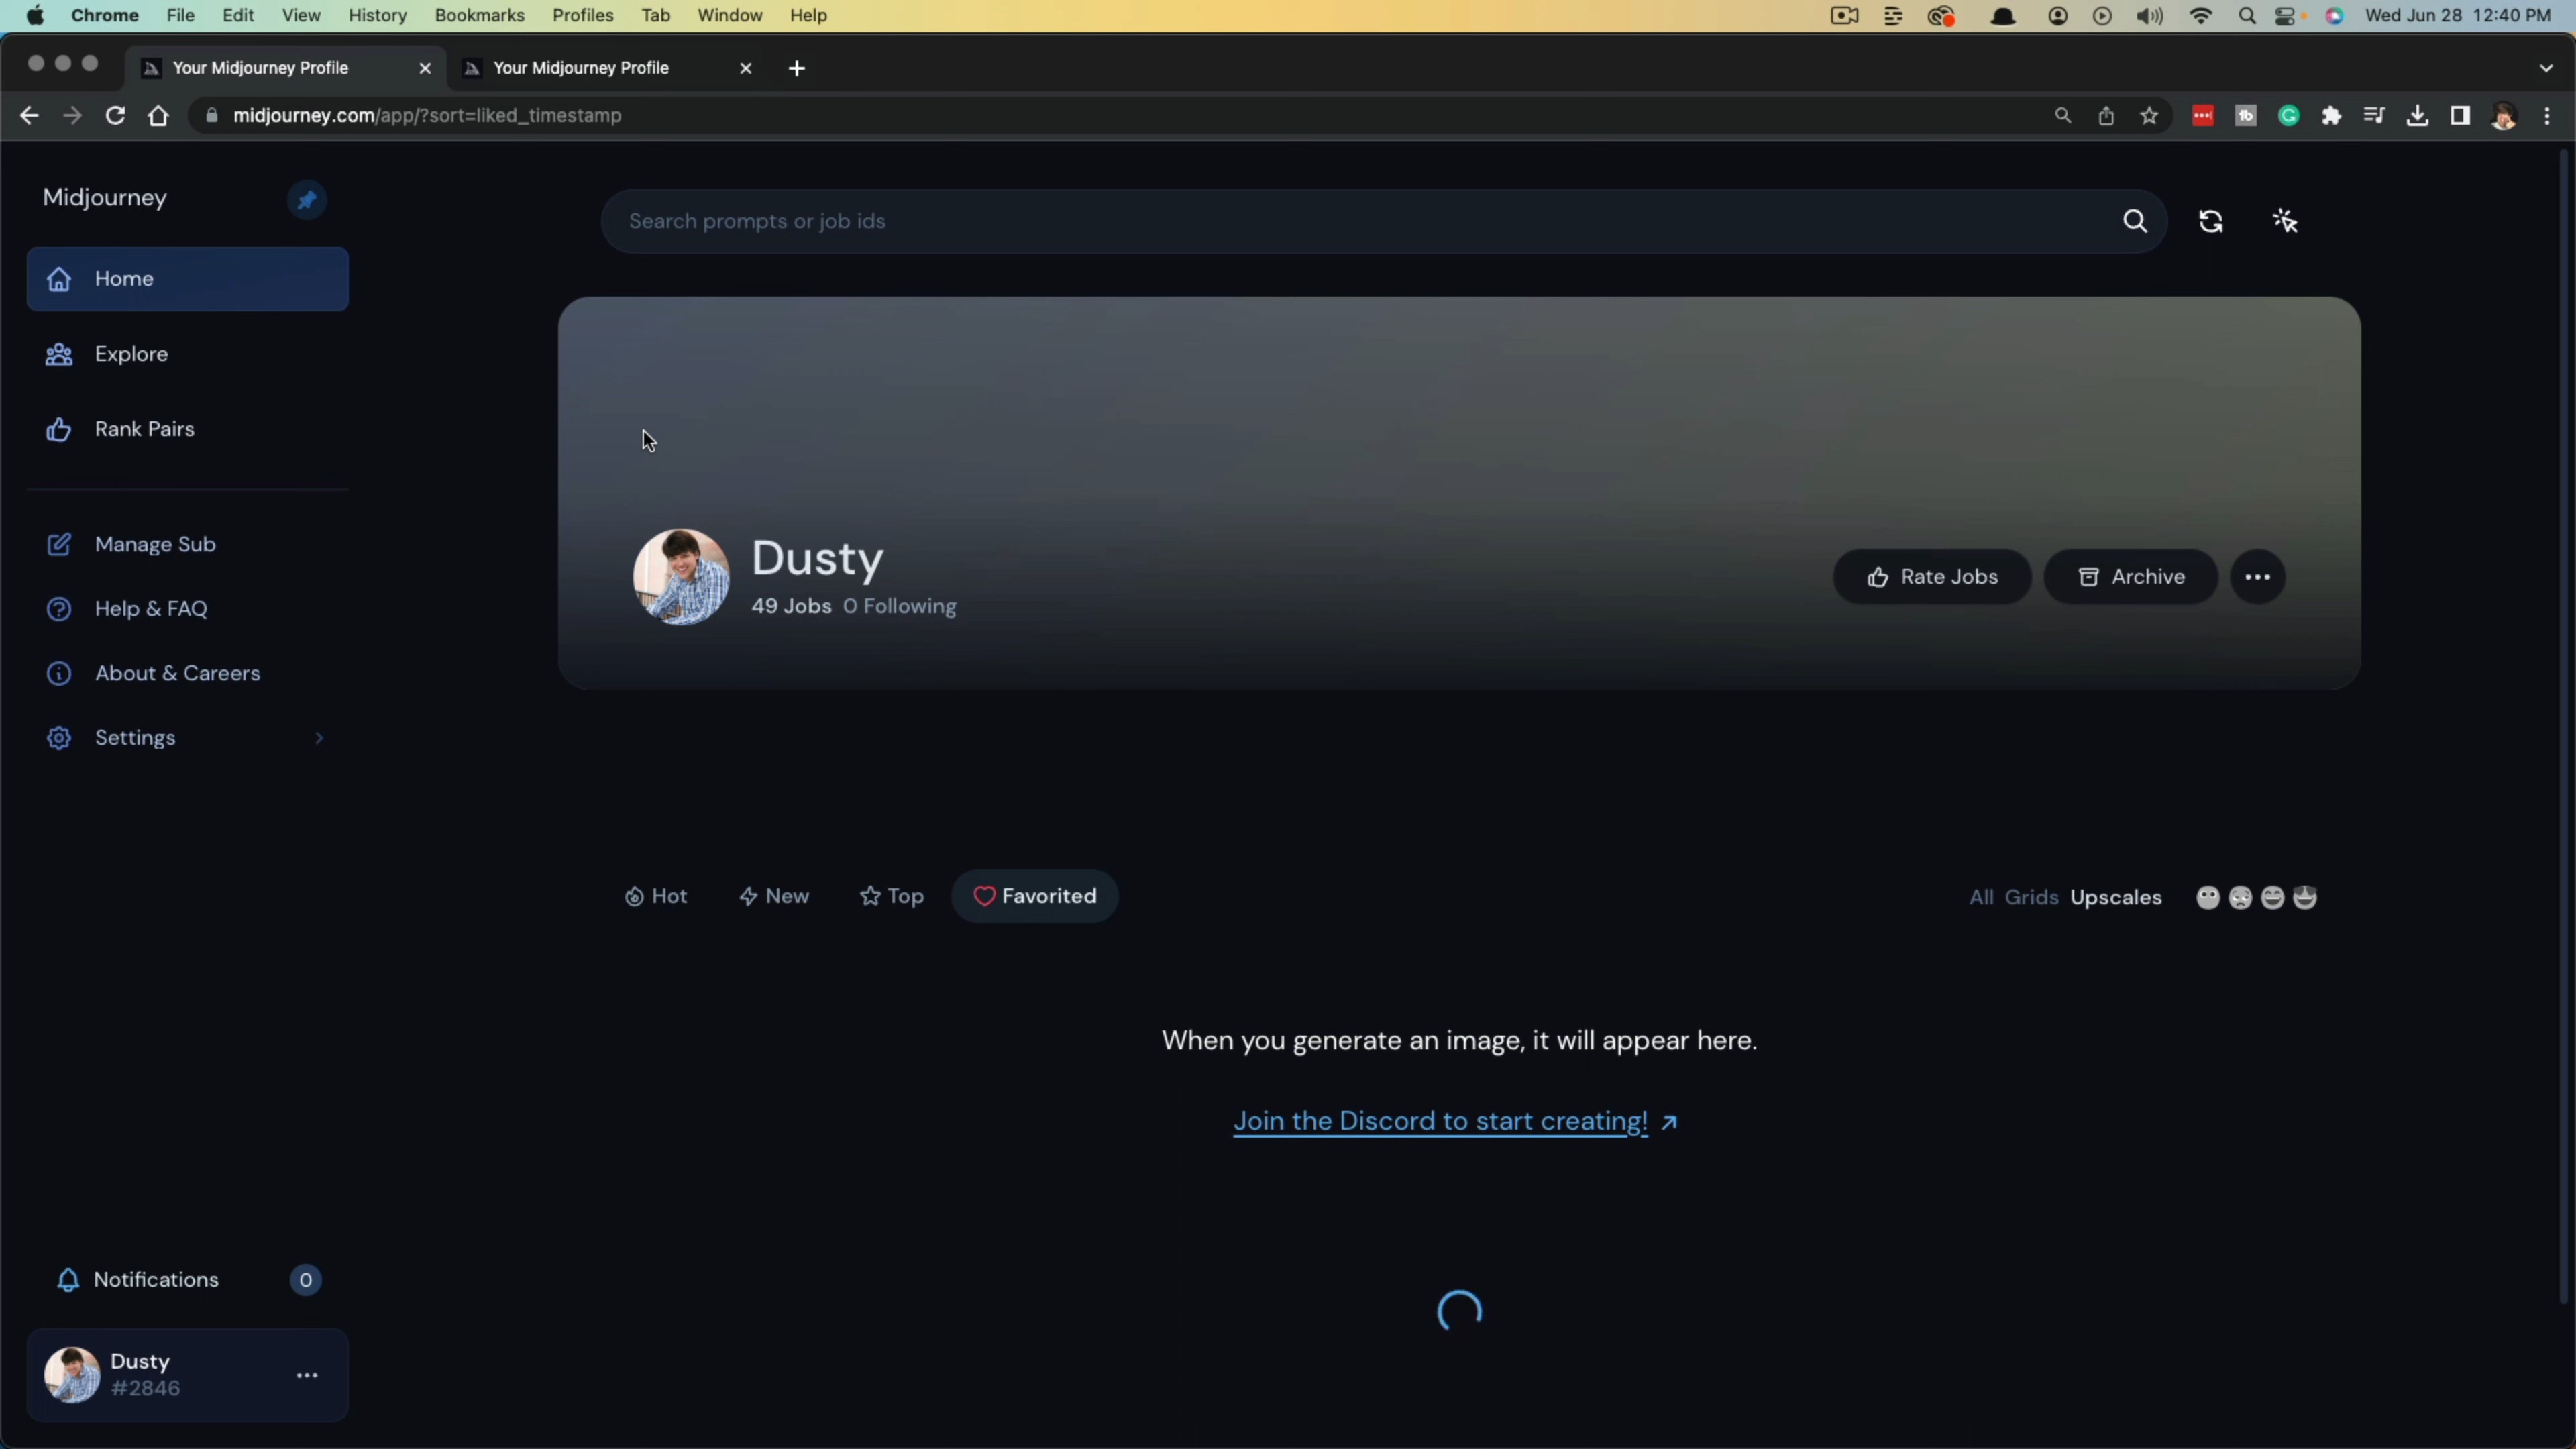 Chrome File Edit View History Bookmarks Profiles Tab Window Help Wed Jun 28 12:40 PM
Your Midjourney Profile Your Midjourney Profile
midjourney.com/app/?sort=liked_timestamp
Midjourney
Search prompts or job ids
Home
Explore
Rank Pairs
Manage Sub
Help & FAQ
About & Careers
Settings
Dusty
49 Jobs 0 Following
Rate Jobs Archive
Hot New Top Favorited All Grids Upscales
When you generate an image, it will appear here.
Join the Discord to start creating!
Notifications 0
Dusty
#2846